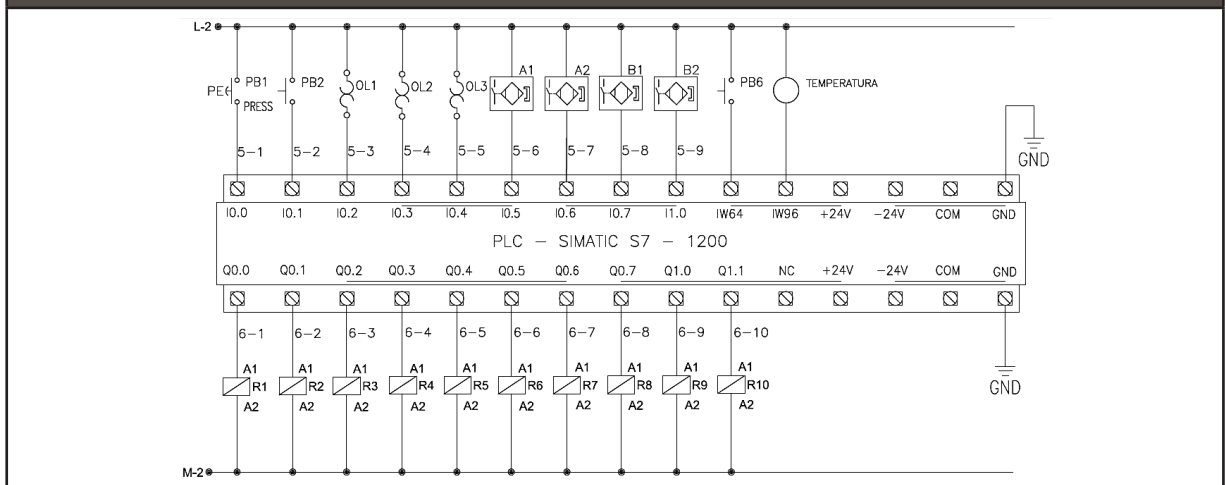 L-2
A1 A2 B1 B2
PE PB1 PB2 OL1 OL2 OL3 PB6 TEMPERATURA
PRESS
5-1 5-2 5-3 5-4 5-5 5-6 5-7 5-8 5-9
GND
I0.0 I0.1 I0.2 I0.3 I0.4 I0.5 I0.6 I0.7 I1.0 IW64 IW96 +24V -24V COM GND
PLC - SIMATIC S7 - 1200
Q0.0 Q0.1 Q0.2 Q0.3 Q0.4 Q0.5 Q0.6 Q0.7 Q1.0 Q1.1 NC +24V -24V COM GND
6-1 6-2 6-3 6-4 6-5 6-6 6-7 6-8 6-9 6-10
A1 A1 A1 A1 A1 A1 A1 A1 A1 A1
R1 R2 R3 R4 R5 R6 R7 R8 R9 R10 GND
A2 A2 A2 A2 A2 A2 A2 A2 A2 A2
M-2